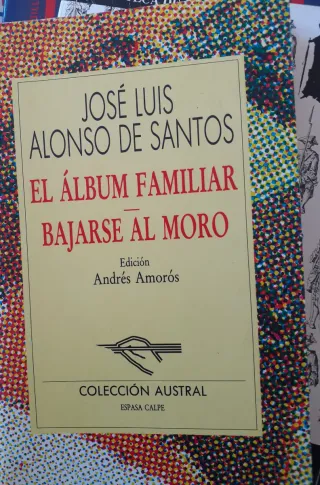 JOSÉ LUIS
ALONSO DE SANTOS
EL ÁLBUM FAMILIAR
—
BAJARSE AL MORO
Edición
Andrés Amorós
COLECCIÓN AUSTRAL
ESPASA CALPE